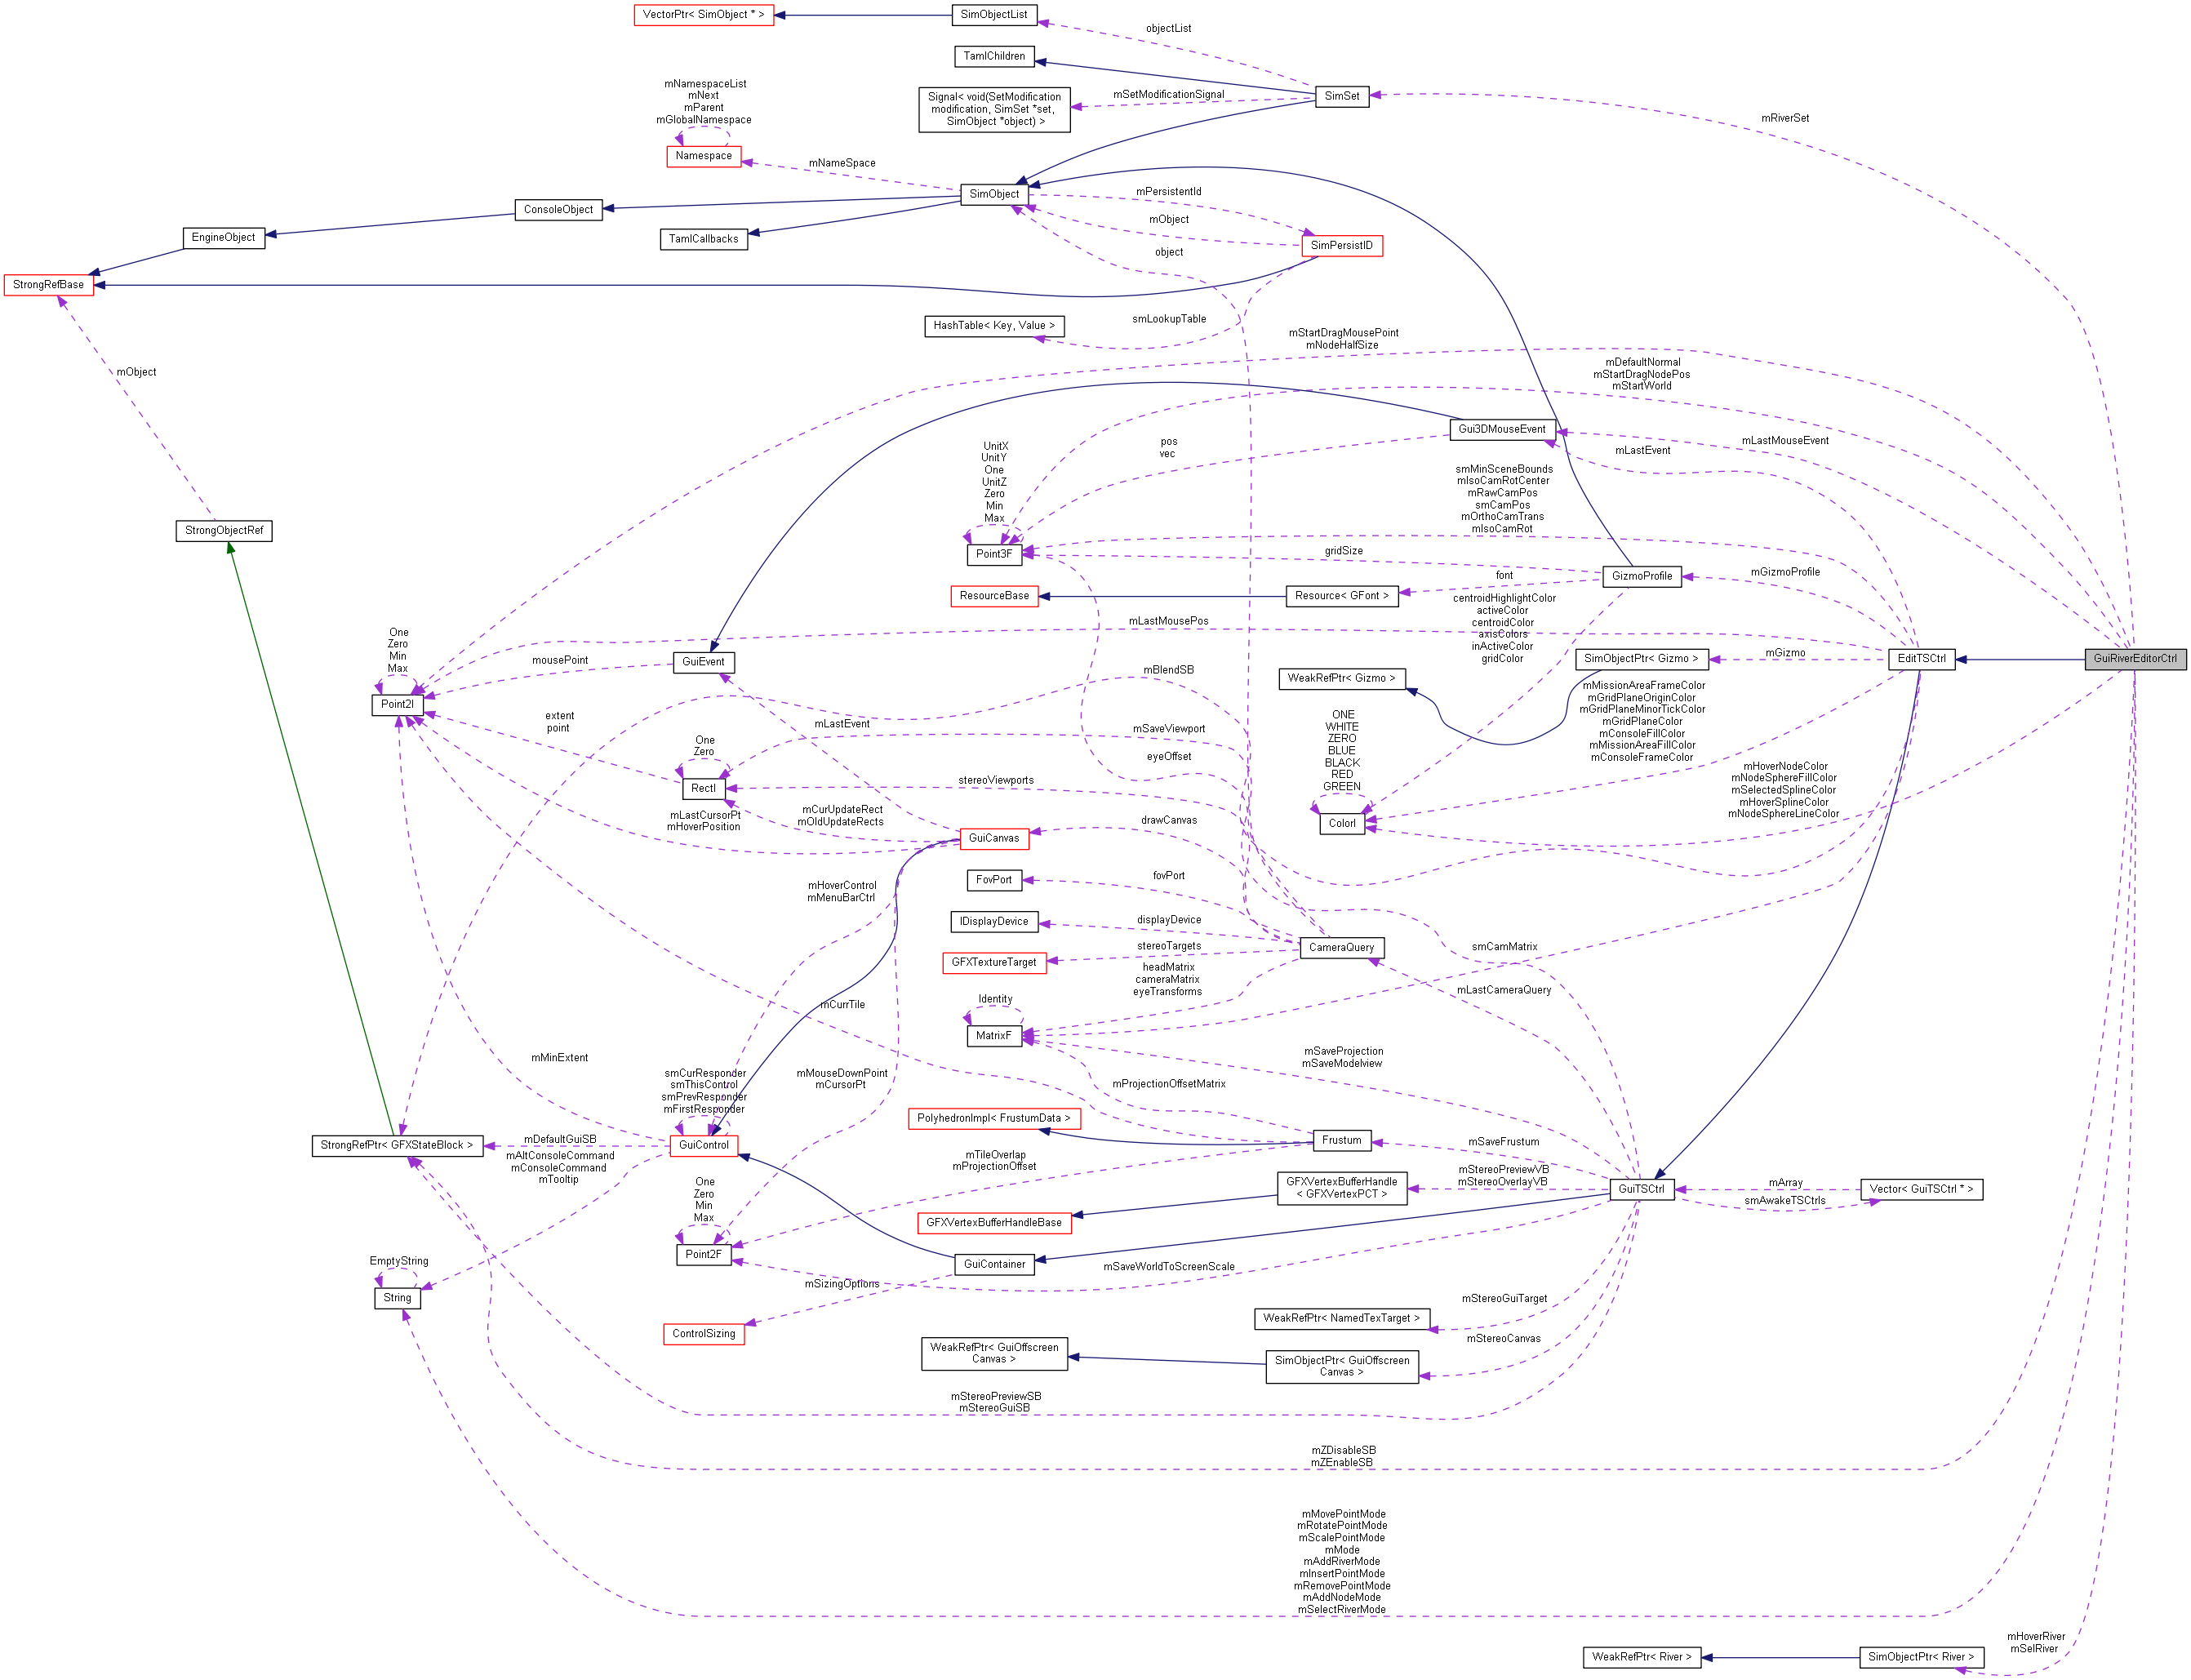 VectorPtr< SimObject * >
SimObjectList
objectList
TamlChildren
mNamespaceList
mNext
mParent
mGlobalNamespace
Signal< void(SetModification
modification, SimSet *set,
SimObject *object) >
mSetModificationSignal
SimSet
mRiverSet
Namespace
mNameSpace
SimObject
mPersistentId
ConsoleObject
mObject
EngineObject
TamlCallbacks
SimPersistID
object
StrongRefBase
HashTable< Key, Value >
smLookupTable
mStartDragMousePoint
mNodeHalfSize
mObject
mDefaultNormal
mStartDragNodePos
mStartWorld
Gui3DMouseEvent
mLastMouseEvent
mLastEvent
UnitX
UnitY
One
UnitZ
Zero
Min
Max
pos
vec
smMinSceneBounds
mIsoCamRotCenter
mRawCamPos
smCamPos
mOrthoCamTrans
mIsoCamRot
StrongObjectRef
Point3F
gridSize
GizmoProfile
mGizmoProfile
font
ResourceBase
Resource< GFont >
centroidHighlightColor
activeColor
centroidColor
axisColors
inActiveColor
gridColor
One
Zero
Min
Max
mLastMousePos
mousePoint
GuiEvent
mBlendSB
SimObjectPtr< Gizmo >
mGizmo
EditTSCtrl
GuiRiverEditorCtrl
WeakRefPtr< Gizmo >
Point2I
mMissionAreaFrameColor
mGridPlaneOriginColor
mGridPlaneMinorTickColor
mGridPlaneColor
mConsoleFillColor
mMissionAreaFillColor
mConsoleFrameColor
extent
point
mLastEvent
mSaveViewport
ONE
WHITE
ZERO
BLUE
BLACK
RED
GREEN
One
Zero
eyeOffset
RectI
stereoViewports
mHoverNodeColor
mNodeSphereFillColor
mSelectedSplineColor
mHoverSplineColor
mNodeSphereLineColor
mLastCursorPt
mHoverPosition
mCurUpdateRect
mOldUpdateRects
drawCanvas
ColorI
GuiCanvas
FovPort
fovPort
mHoverControl
mMenuBarCtrl
IDisplayDevice
displayDevice
CameraQuery
stereoTargets
smCamMatrix
GFXTextureTarget
headMatrix
cameraMatrix
eyeTransforms
mLastCameraQuery
mCurrTile
Identity
MatrixF
mMinExtent
mSaveProjection
mSaveModelview
smCurResponder
smThisControl
smPrevResponder
mFirstResponder
mMouseDownPoint
mCursorPt
mProjectionOffsetMatrix
PolyhedronImpl< FrustumData >
StrongRefPtr< GFXStateBlock >
mDefaultGuiSB
GuiControl
Frustum
mSaveFrustum
mAltConsoleCommand
mConsoleCommand
mTooltip
mTileOverlap
mProjectionOffset
mStereoPreviewVB
mStereoOverlayVB
GFXVertexBufferHandle
< GFXVertexPCT >
GuiTSCtrl
mArray
Vector< GuiTSCtrl * >
smAwakeTSCtrls
One
Zero
Min
Max
GFXVertexBufferHandleBase
Point2F
EmptyString
GuiContainer
mSaveWorldToScreenScale
mSizingOptions
String
mStereoGuiTarget
WeakRefPtr< NamedTexTarget >
ControlSizing
mStereoCanvas
WeakRefPtr< GuiOffscreen
Canvas >
SimObjectPtr< GuiOffscreen
Canvas >
mStereoPreviewSB
mStereoGuiSB
mZDisableSB
mZEnableSB
mMovePointMode
mRotatePointMode
mScalePointMode
mMode
mAddRiverMode
mInsertPointMode
mRemovePointMode
mAddNodeMode
mSelectRiverMode
mHoverRiver
mSelRiver
WeakRefPtr< River >
SimObjectPtr< River >